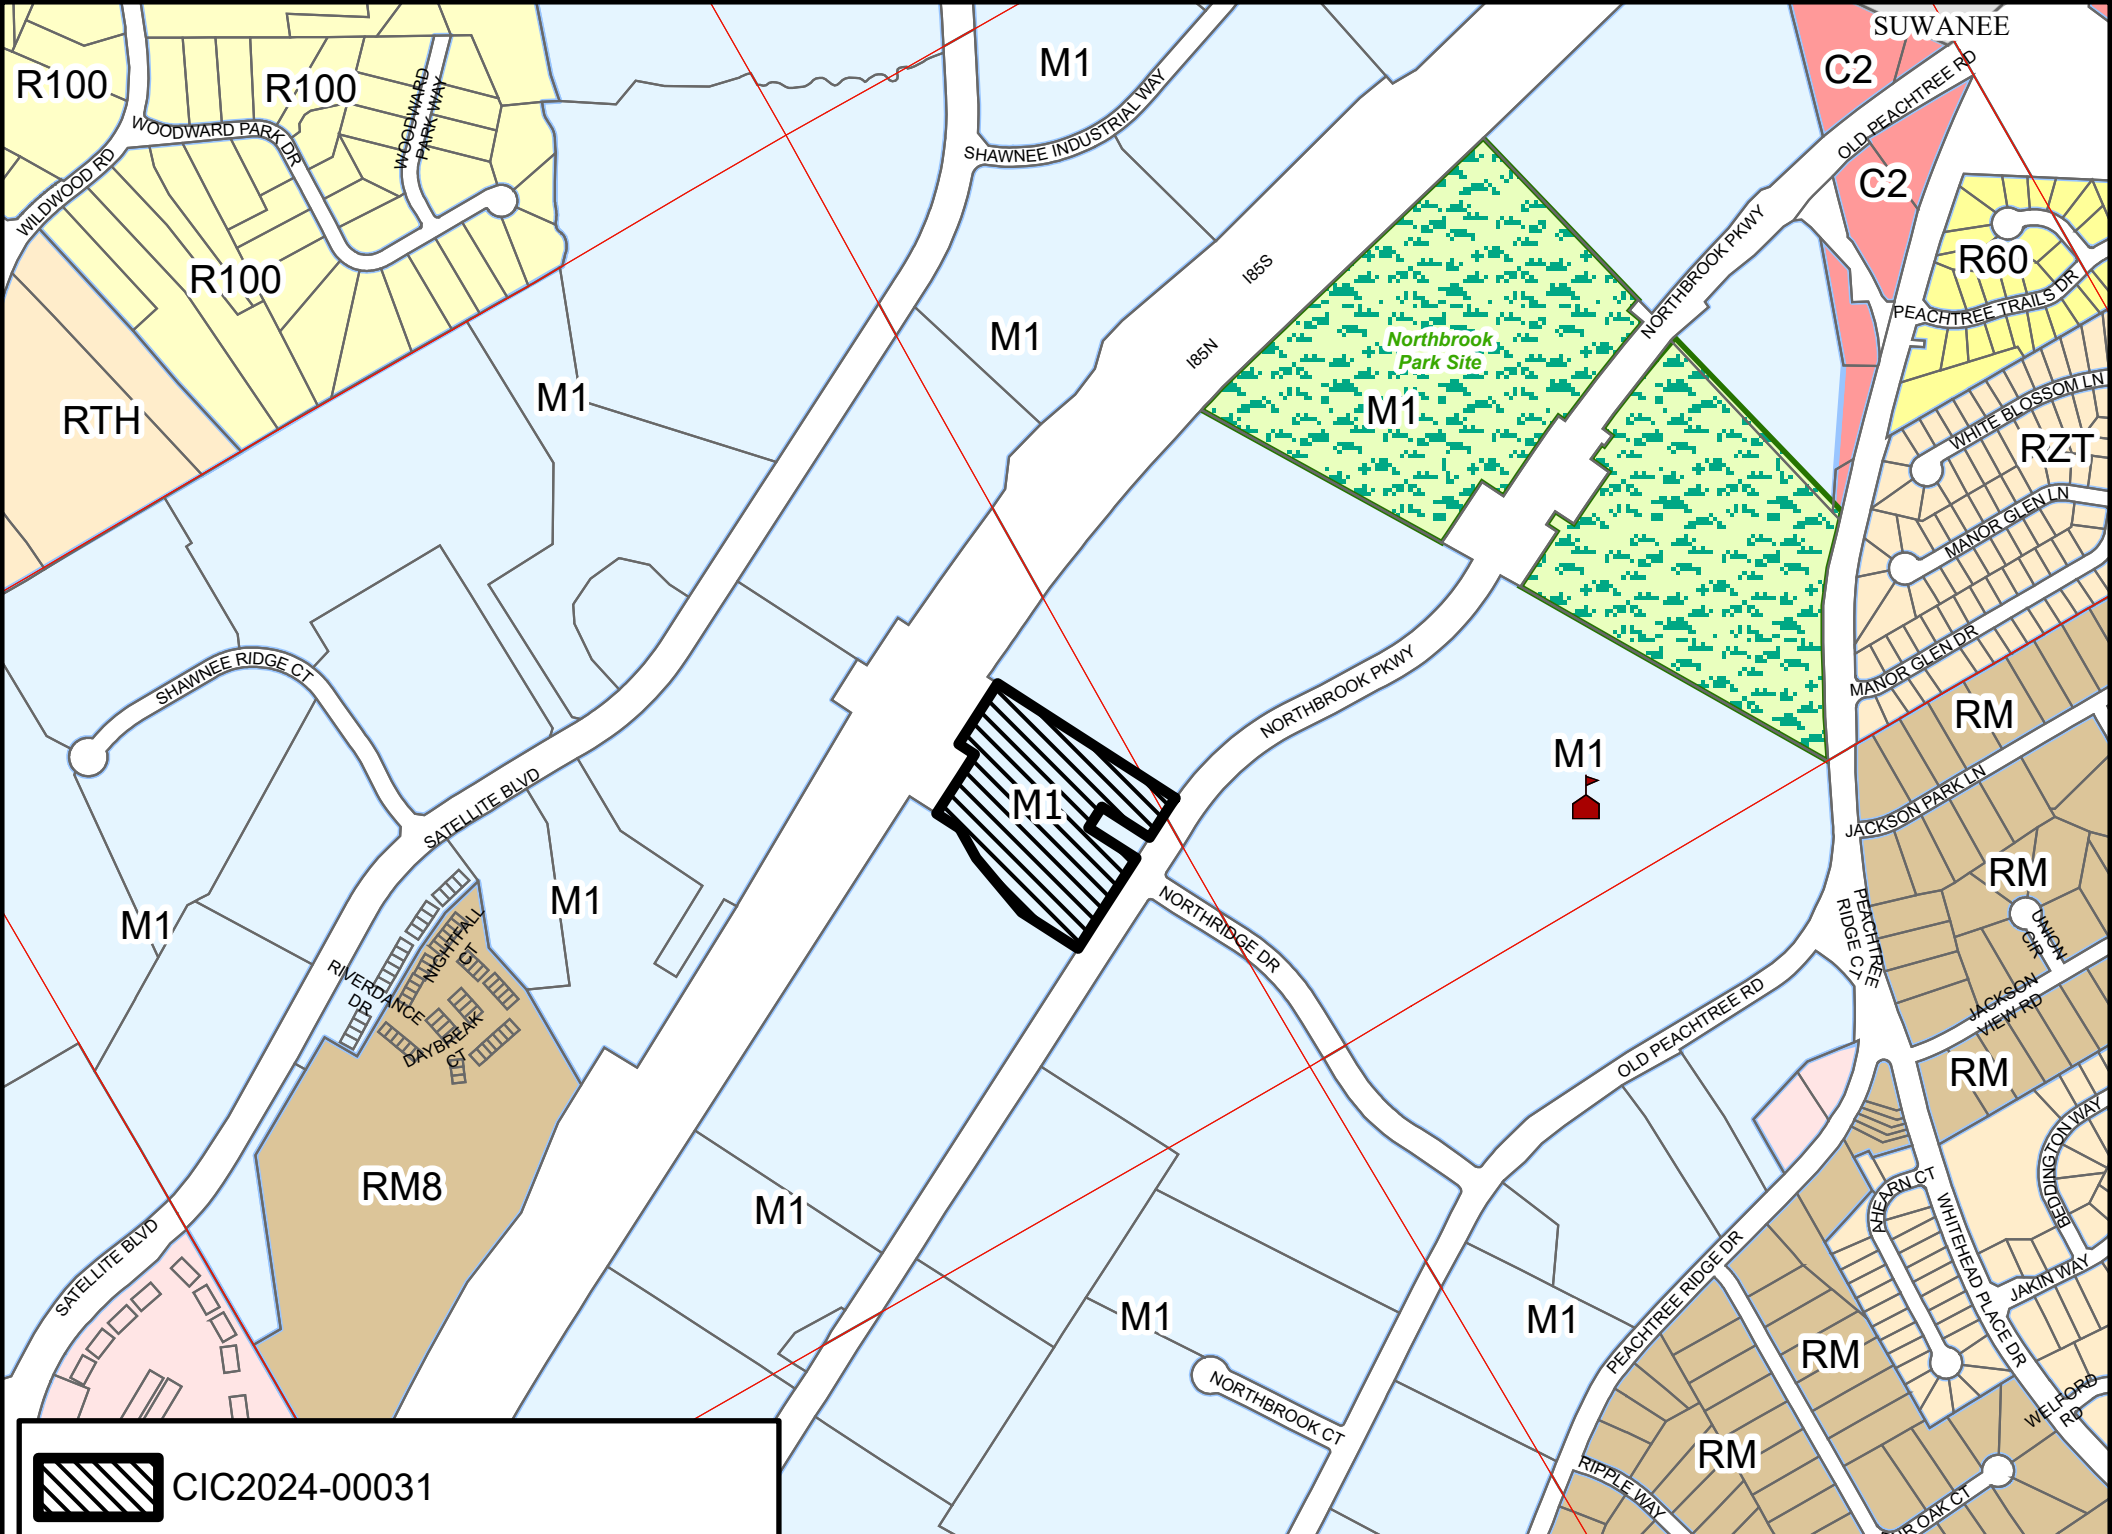 SUWANEE
R100
R100
M1
C2
WOODWARD
PARK WAY
WOODWARD PARK DR
SHAWNEE INDUSTRIAL WAY
OLD PEACHTREE RD
WILDWOOD RD
C2
R100
I85S
NORTHBROOK PKWY
R60
PEACHTREE TRAILS DR
M1
I85N
Northbrook
Park Site
M1
M1
RTH
WHITE BLOSSOM LN
RZT
MANOR GLEN LN
SHAWNEE RIDGE CT
NORTHBROOK PKWY
MANOR GLEN DR
RM
M1
M1
SATELLITE BLVD
JACKSON PARK LN
M1
M1
RM
NORTHRIDGE DR
PEACHTREE
RIDGE CT
UNION
CIR
NIGHTFALL
CT
RIVERDANCE
DR
DAYBREAK
CT
OLD PEACHTREE RD
JACKSON
VIEW RD
RM
BEDDINGTON WAY
RM8
M1
AHEARN CT
WHITEHEAD PLACE DR
SATELLITE BLVD
PEACHTREE RIDGE DR
JAKIN WAY
M1
M1
RM
NORTHBROOK CT
WELFORD
RD
RM
RIPPLE WAY
OAK CT
CIC2024-00031